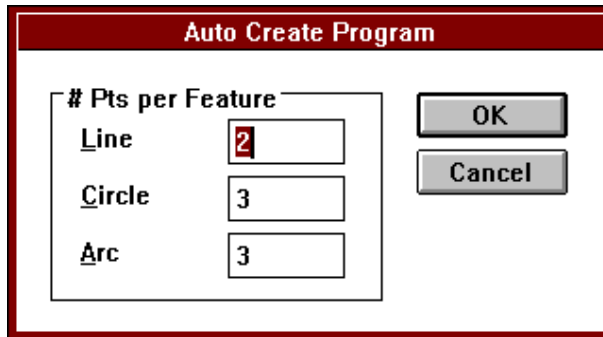 Auto Create Program
# Pts per Feature
Line 2
Circle 3
Arc 3
OK
Cancel